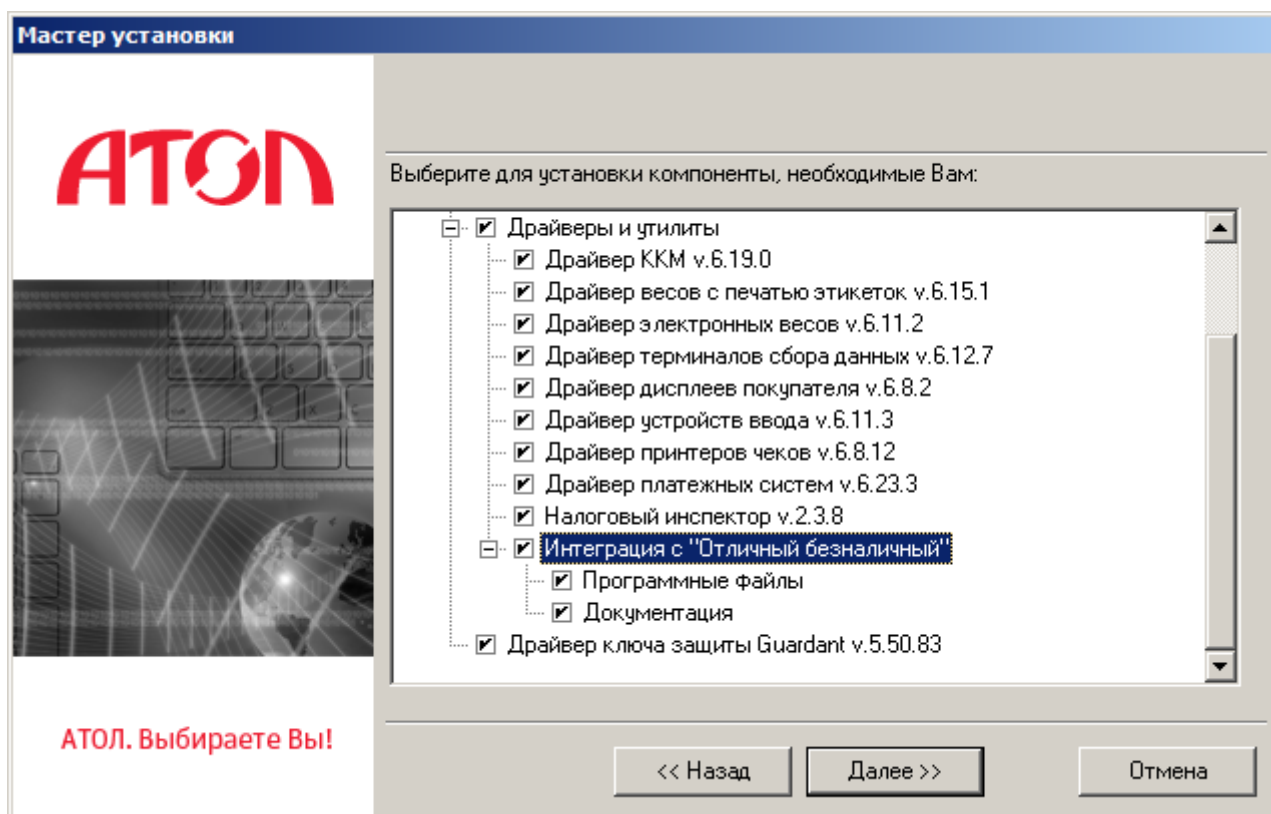 Мастер установки
АТОЛ
Выберите для установки компоненты, необходимые Вам:
Драйверы и утилиты
Драйвер ККМ v.6.19.0
Драйвер весов с печатью этикеток v.6.15.1
Драйвер электронных весов v.6.11.2
Драйвер терминалов сбора данных v.6.12.7
Драйвер дисплеев покупателя v.6.8.2
Драйвер устройств ввода v.6.11.3
Драйвер принтеров чеков v.6.8.12
Драйвер платежных систем v.6.23.3
Налоговый инспектор v.2.3.8
Интеграция с "Отличный безналичный"
Программные файлы
Документация
Драйвер ключа защиты Guardant v.5.50.83
АТОЛ. Выбираете Вы!
<< Назад
Далее >>
Отмена